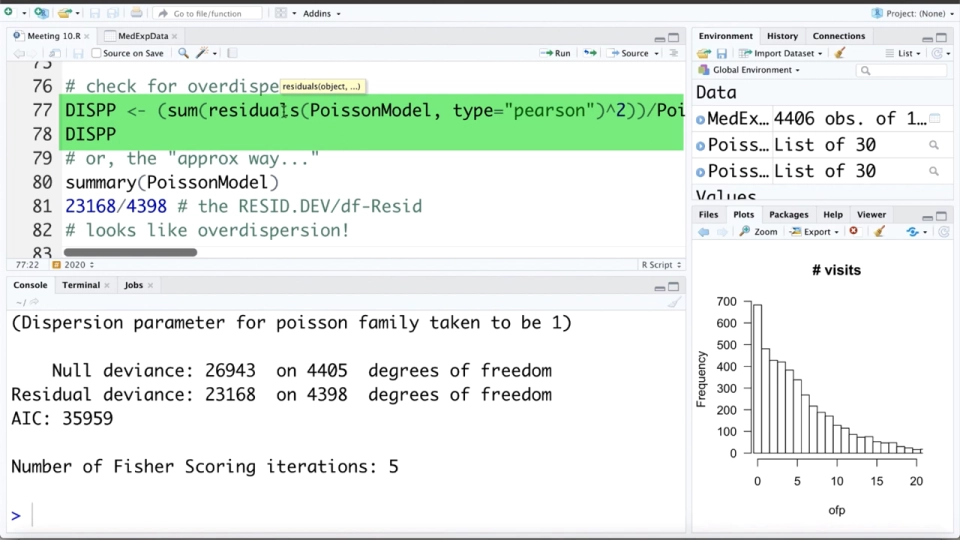 Go to file/function
Addins
Project: (None)
Meeting 10.R
MedExpData
Source on Save
Run
Source
75
76 # check for overdispe
residuals(object, ...)
77 DISPP <- (sum(residuals(PoissonModel, type="pearson")^2))/Poi
78 DISPP
79 # or, the "approx way..."
80 summary(PoissonModel)
81 23168/4398 # the RESID.DEV/df-Resid
82 # looks like overdispersion!
83
77:22
# 2020
R Script
Console
Terminal
Jobs
~/
(Dispersion parameter for poisson family taken to be 1)
Null deviance: 26943 on 4405 degrees of freedom
Residual deviance: 23168 on 4398 degrees of freedom
AIC: 35959
Number of Fisher Scoring iterations: 5
>
Environment
History
Connections
Import Dataset
List
Global Environment
Data
MedEx… 4406 obs. of 1…
Poiss… List of 30
Poiss… List of 30
Values
Files
Plots
Packages
Help
Viewer
Zoom
Export
# visits
700
600
500
400
300
200
100
0
Frequency
0 5 10 15 20
ofp